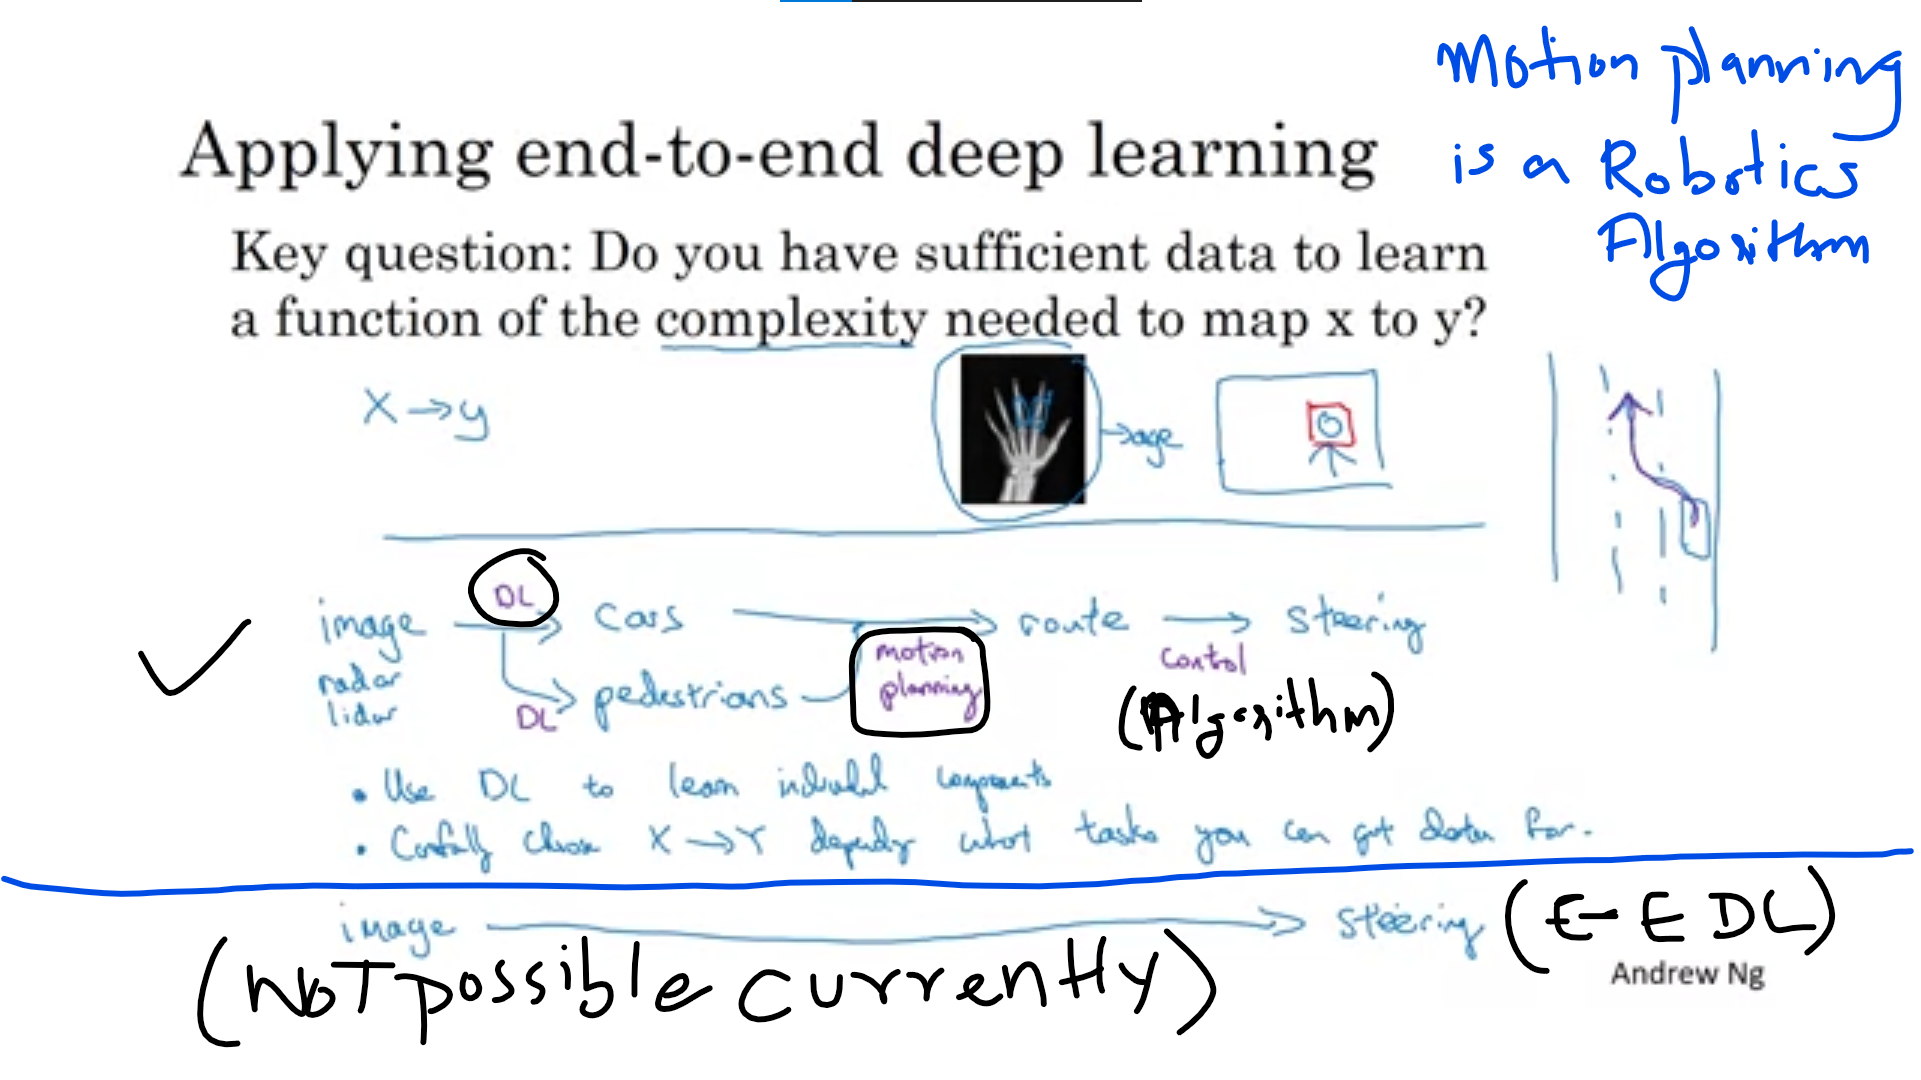 Motion planning
is a Robotics
Algorithm
Applying end-to-end deep learning
Key question: Do you have sufficient data to learn
a function of the complexity needed to map x to y?
X → y
→ age
image DL → cars → route → steering
radar
lidar
DL → pedestrians
motion
planning
control
(Algorithm)
• Use DL to learn individual components
• Carefully choose X → Y depending what tasks you can get data for.
image → steering (E-E DL)
(NOT possible currently)
Andrew Ng